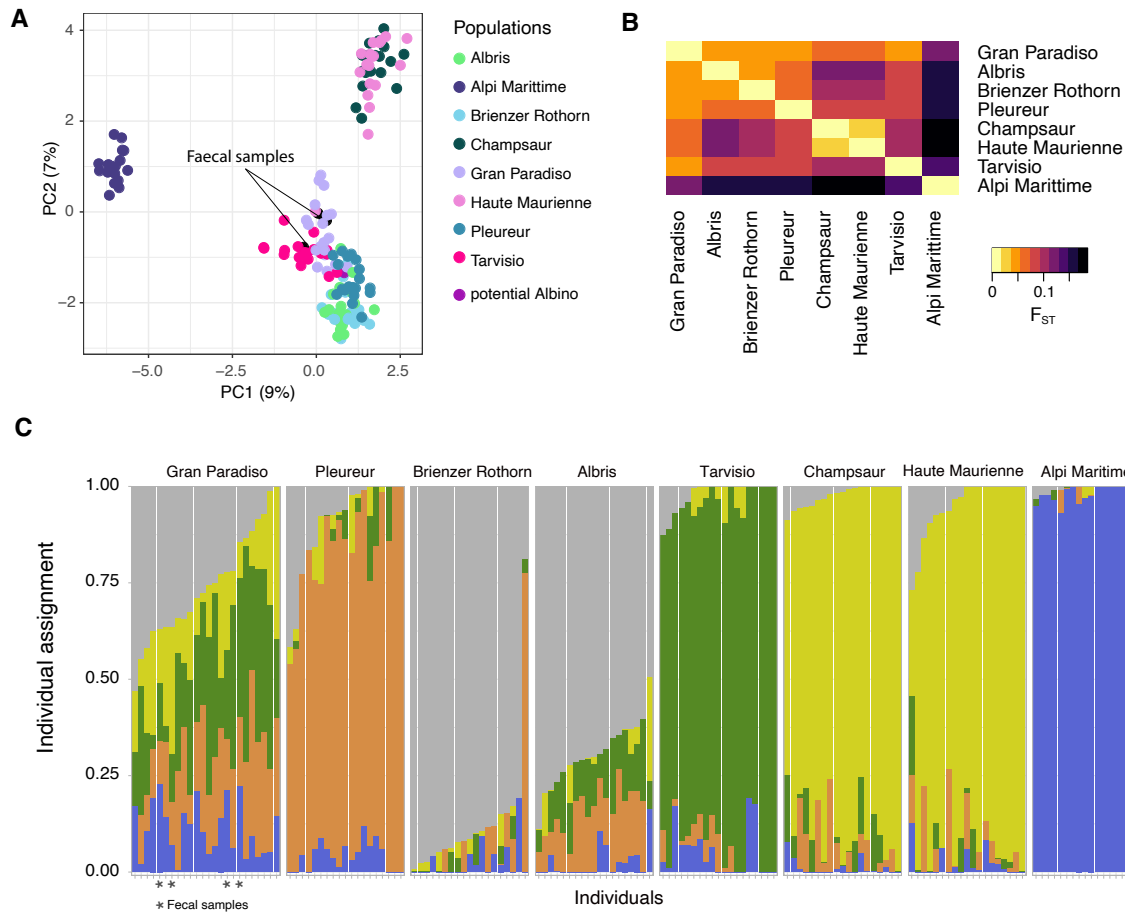 A
4
2
0
−2
PC2 (7%)
−5.0
−2.5
0.0
2.5
PC1 (9%)
Faecal samples
Populations
Albris
Alpi Marittime
Brienzer Rothorn
Champsaur
Gran Paradiso
Haute Maurienne
Pleureur
Tarvisio
potential Albino
B
Gran Paradiso
Albris
Brienzer Rothorn
Pleureur
Champsaur
Haute Maurienne
Tarvisio
Alpi Marittime
Gran Paradiso
Albris
Brienzer Rothorn
Pleureur
Champsaur
Haute Maurienne
Tarvisio
Alpi Marittime
0
0.1
FST
C
Gran Paradiso
Pleureur
Brienzer Rothorn
Albris
Tarvisio
Champsaur
Haute Maurienne
Alpi Maritime
1.00
0.75
0.50
0.25
0.00
Individual assignment
* * * *
* Fecal samples
Individuals